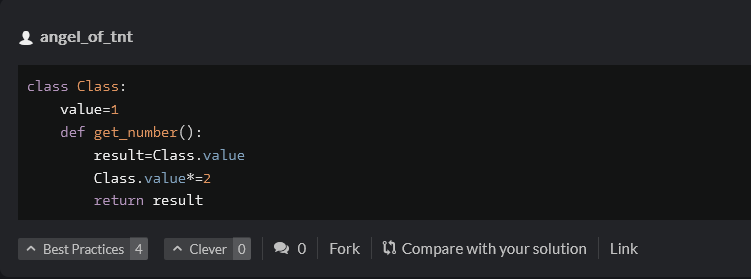 angel_of_tnt
class Class:
    value=1
    def get_number():
        result=Class.value
        Class.value*=2
        return result
Best Practices 4 Clever 0 0 Fork Compare with your solution Link